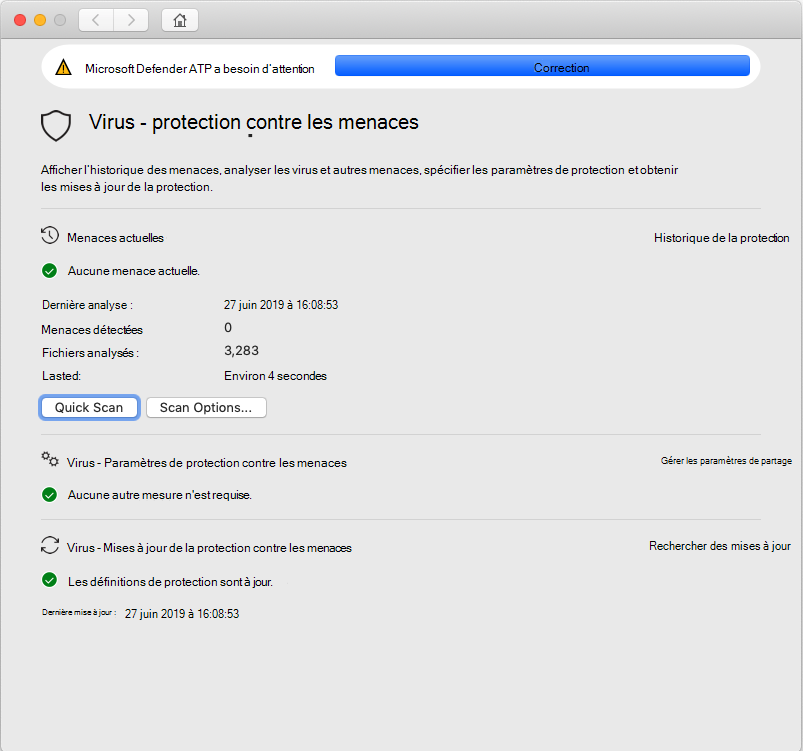 Microsoft Defender ATP a besoin d'attention
Correction
Virus - protection contre les menaces
Afficher l'historique des menaces, analyser les virus et autres menaces, spécifier les paramètres de protection et obtenir
les mises à jour de la protection.
Menaces actuelles
Historique de la protection
Aucune menace actuelle.
Dernière analyse : 27 juin 2019 à 16:08:53
Menaces détectées 0
Fichiers analysés : 3,283
Lasted: Environ 4 secondes
Quick Scan
Scan Options...
Virus - Paramètres de protection contre les menaces
Gérer les paramètres de partage
Aucune autre mesure n'est requise.
Virus - Mises à jour de la protection contre les menaces
Rechercher des mises à jour
Les définitions de protection sont à jour.
Dernière mise à jour : 27 juin 2019 à 16:08:53